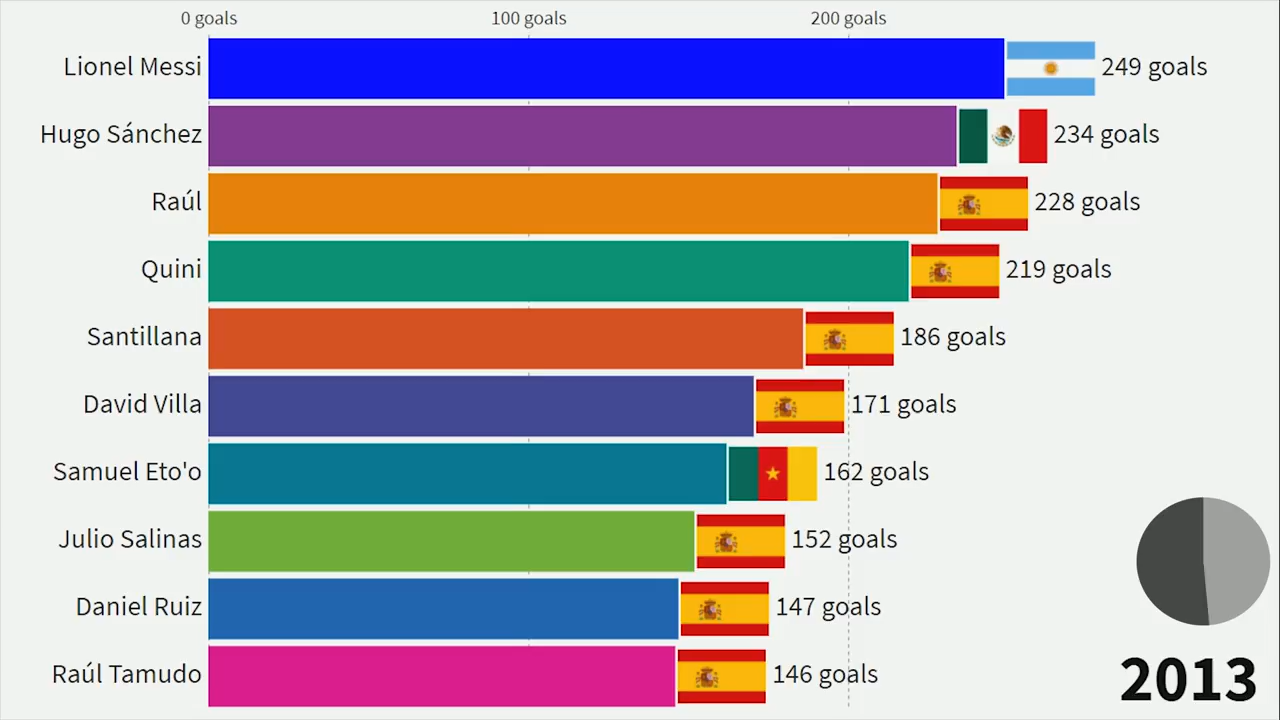 0 goals 100 goals 200 goals
Lionel Messi 249 goals
Hugo Sánchez 234 goals
Raúl 228 goals
Quini 219 goals
Santillana 186 goals
David Villa 171 goals
Samuel Eto'o 162 goals
Julio Salinas 152 goals
Daniel Ruiz 147 goals
Raúl Tamudo 146 goals
2013